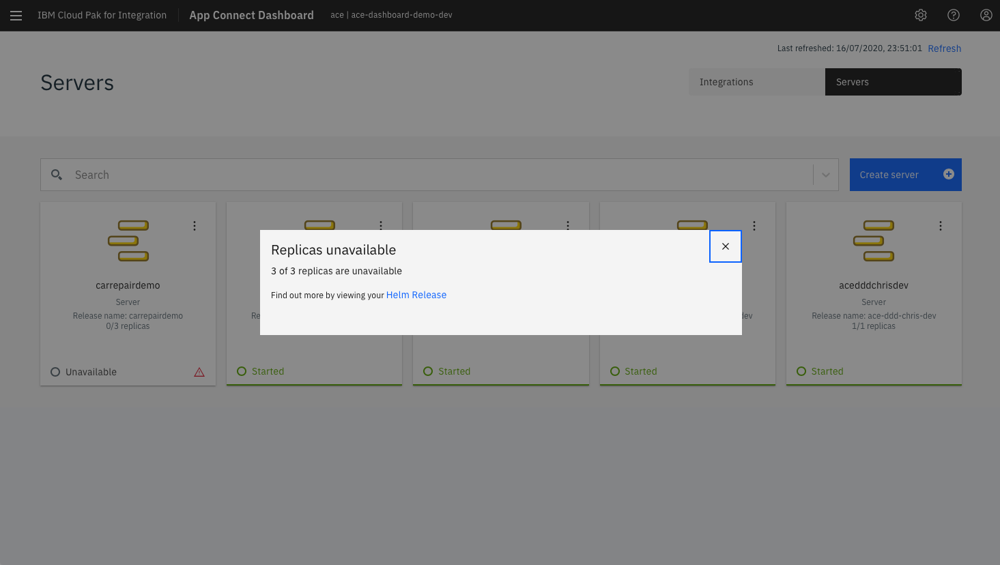 IBM Cloud Pak for Integration
App Connect Dashboard
ace | ace-dashboard-demo-dev
Last refreshed: 16/07/2020, 23:51:01 Refresh
Servers
Integrations
Servers
Search
Create server
Replicas unavailable
3 of 3 replicas are unavailable
Find out more by viewing your Helm Release
carrepairdemo
Server
Release name: carrepairdemo
0/3 replicas
Unavailable
Re
Started
Started
dev
Started
acedddchrisdev
Server
Release name: ace-ddd-chris-dev
1/1 replicas
Started